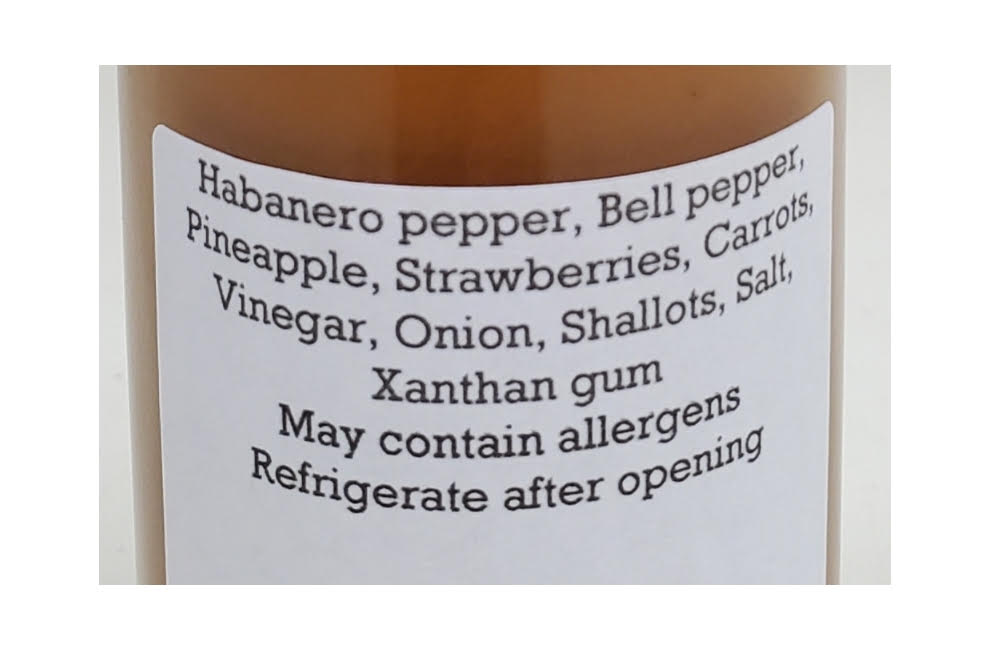 Habanero pepper, Bell pepper,
Pineapple, Strawberries, Carrots,
Vinegar, Onion, Shallots, Salt,
Xanthan gum
May contain allergens
Refrigerate after opening